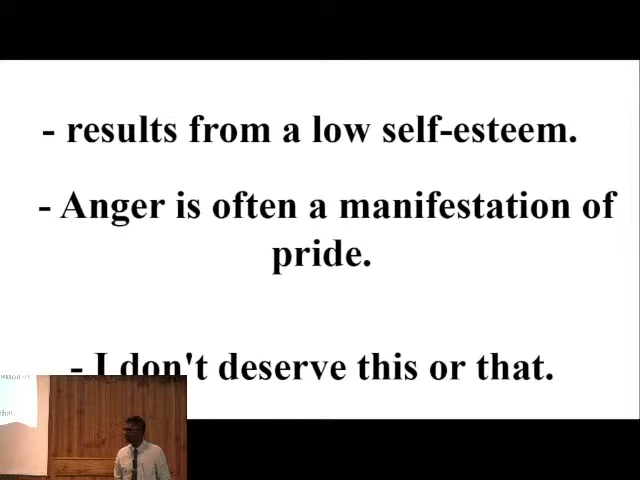 - results from a low self-esteem.
- Anger is often a manifestation of
pride.
- I don't deserve this or that.